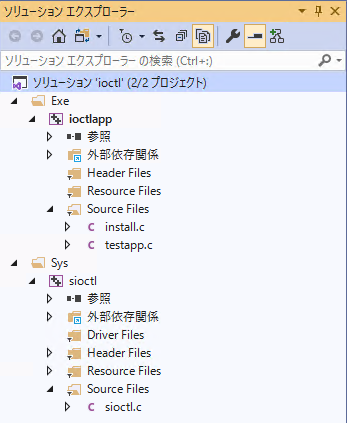 ソリューション エクスプローラー
ソリューション エクスプローラー の検索 (Ctrl+:)
ソリューション 'ioctl' (2/2 プロジェクト)
Exe
ioctlapp
参照
外部依存関係
Header Files
Resource Files
Source Files
install.c
testapp.c
Sys
sioctl
参照
外部依存関係
Driver Files
Header Files
Resource Files
Source Files
sioctl.c